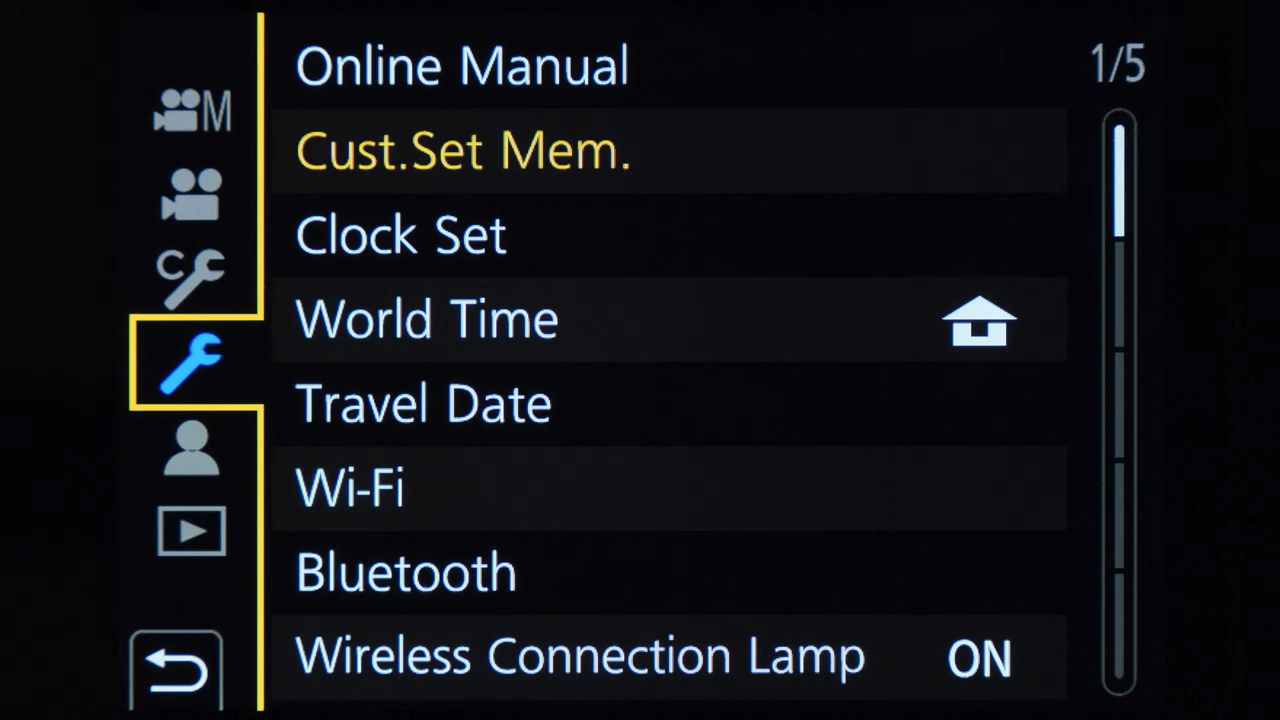 Online Manual
1/5
M
Cust.Set Mem.
Clock Set
C
World Time
Travel Date
Wi-Fi
Bluetooth
Wireless Connection Lamp ON